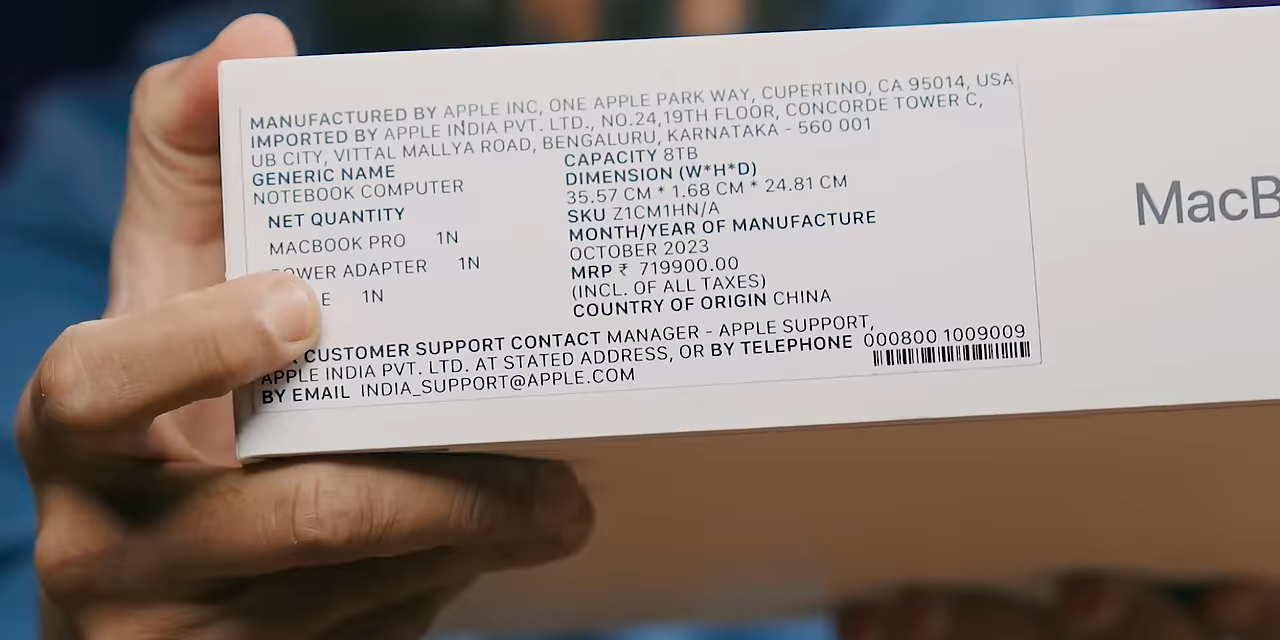 MANUFACTURED BY APPLE INC, ONE APPLE PARK WAY, CUPERTINO, CA 95014, USA
IMPORTED BY APPLE INDIA PVT. LTD., NO.24,19TH FLOOR, CONCORDE TOWER C,
UB CITY, VITTAL MALLYA ROAD, BENGALURU, KARNATAKA - 560 001
GENERIC NAME
NOTEBOOK COMPUTER
NET QUANTITY
MACBOOK PRO 1N
ADAPTER 1N
1N
CAPACITY 8TB
DIMENSION (W*H*D)
35.57 CM * 1.68 CM * 24.81 CM
SKU Z1CM1HN/A
MONTH/YEAR OF MANUFACTURE
OCTOBER 2023
MRP ₹ 719900.00
(INCL. OF ALL TAXES)
COUNTRY OF ORIGIN CHINA
CUSTOMER SUPPORT CONTACT MANAGER - APPLE SUPPORT,
APPLE INDIA PVT. LTD. AT STATED ADDRESS, OR BY TELEPHONE 000800 1009009
BY EMAIL INDIA_SUPPORT@APPLE.COM
MacB